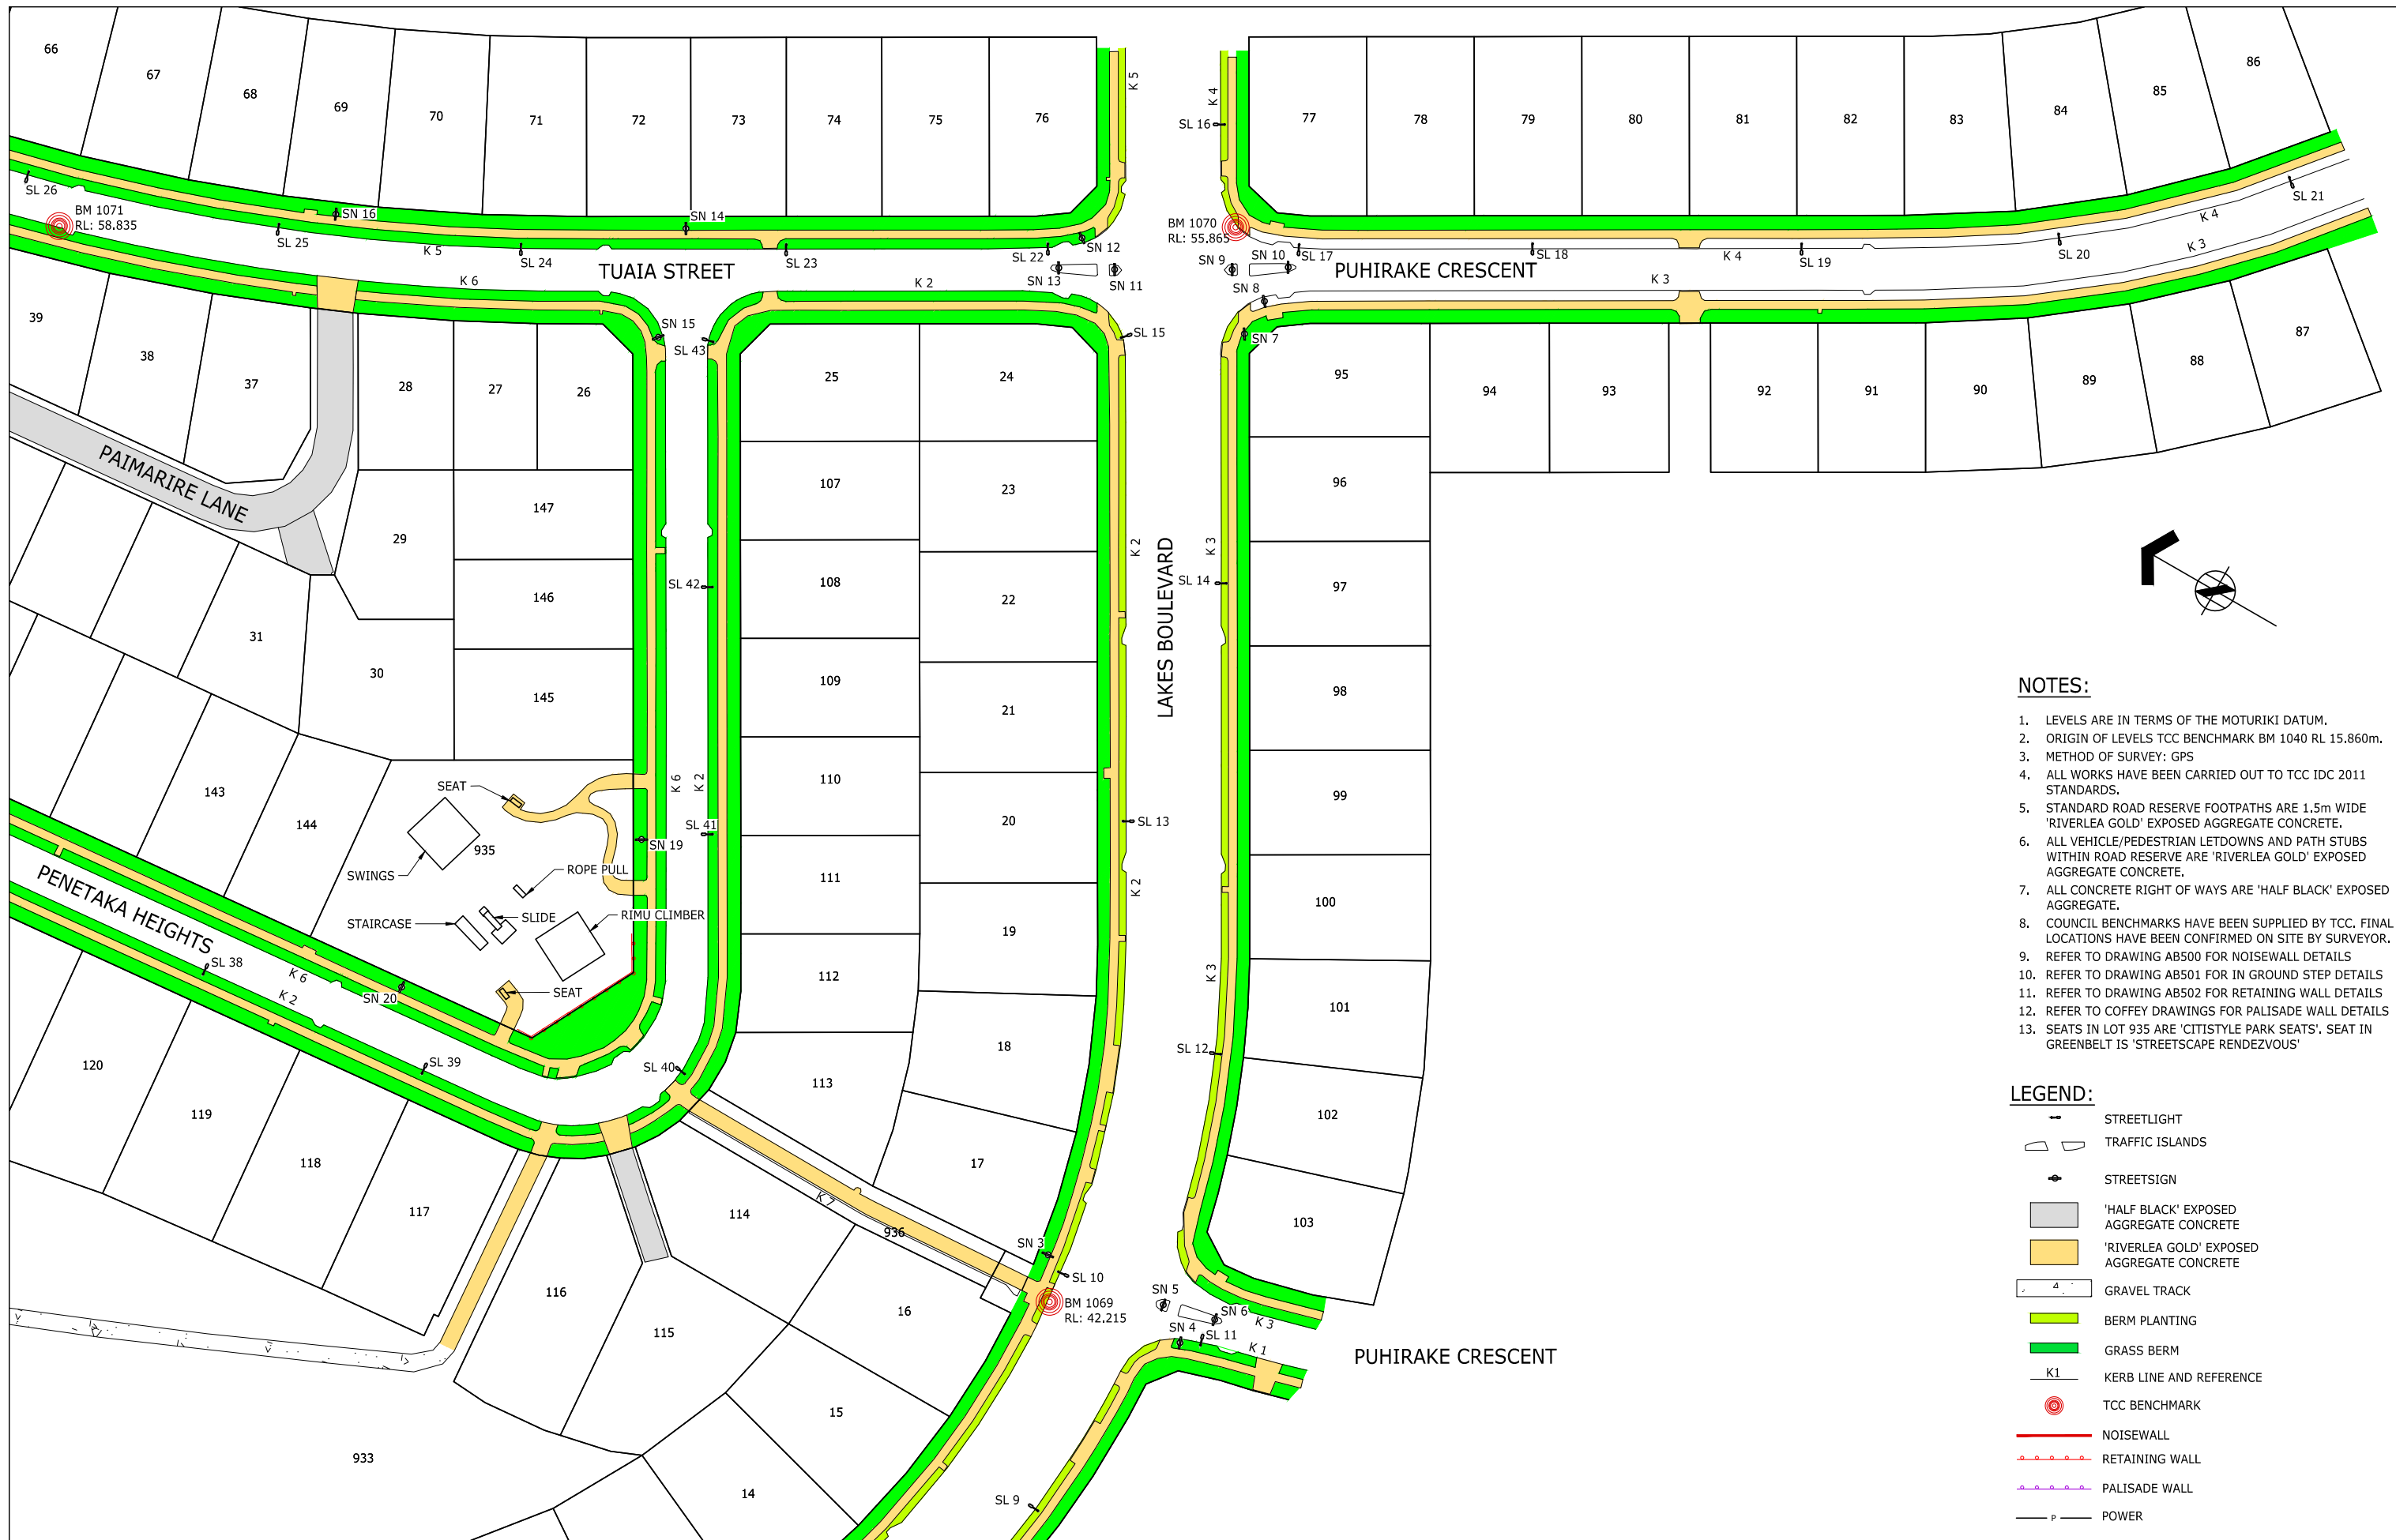 66
67
68
69
70
71
72
73
74
75
76
K 5
K 4
SL 16
77
78
79
80
81
82
83
84
85
86
SL 26
BM 1071
RL: 58.835
SN 16
SL 25
K 5
SN 14
SL 24
SL 23
SL 22
SN 12
BM 1070
RL: 55.865
SN 9
SN 10
SL 17
SL 18
K 4
SL 19
SL 20
K 4
SL 21
K 3
K 6
TUAIA STREET
K 2
SN 13
SN 11
SN 8
PUHIRAKE CRESCENT
K 3
39
38
37
28
27
26
SN 15
SL 43
25
24
SL 15
SN 7
95
94
93
92
91
90
89
88
87
PAIMARIRE LANE
29
147
107
23
96
K 2
LAKES BOULEVARD
K 3
31
30
146
SL 42
108
22
SL 14
97
145
109
21
98
143
144
SEAT
SWINGS
935
K 6
K 2
SL 41
SN 19
110
20
SL 13
99
ROPE PULL
STAIRCASE
SLIDE
RIMU CLIMBER
111
K 2
19
100
PENETAKA HEIGHTS
SL 38
K 6
K 2
SN 20
SEAT
112
K 3
101
120
SL 39
SL 40
113
18
SL 12
102
119
118
117
114
K 7
936
17
SN 3
SL 10
103
116
115
16
BM 1069
RL: 42.215
SN 5
SN 6
K 3
SN 4
SL 11
K 1
PUHIRAKE CRESCENT
15
933
14
SL 9
NOTES:
1. LEVELS ARE IN TERMS OF THE MOTURIKI DATUM.
2. ORIGIN OF LEVELS TCC BENCHMARK BM 1040 RL 15.860m.
3. METHOD OF SURVEY: GPS
4. ALL WORKS HAVE BEEN CARRIED OUT TO TCC IDC 2011
STANDARDS.
5. STANDARD ROAD RESERVE FOOTPATHS ARE 1.5m WIDE
'RIVERLEA GOLD' EXPOSED AGGREGATE CONCRETE.
6. ALL VEHICLE/PEDESTRIAN LETDOWNS AND PATH STUBS
WITHIN ROAD RESERVE ARE 'RIVERLEA GOLD' EXPOSED
AGGREGATE CONCRETE.
7. ALL CONCRETE RIGHT OF WAYS ARE 'HALF BLACK' EXPOSED
AGGREGATE.
8. COUNCIL BENCHMARKS HAVE BEEN SUPPLIED BY TCC. FINAL
LOCATIONS HAVE BEEN CONFIRMED ON SITE BY SURVEYOR.
9. REFER TO DRAWING AB500 FOR NOISEWALL DETAILS
10. REFER TO DRAWING AB501 FOR IN GROUND STEP DETAILS
11. REFER TO DRAWING AB502 FOR RETAINING WALL DETAILS
12. REFER TO COFFEY DRAWINGS FOR PALISADE WALL DETAILS
13. SEATS IN LOT 935 ARE 'CITISTYLE PARK SEATS'. SEAT IN
GREENBELT IS 'STREETSCAPE RENDEZVOUS'
LEGEND:
STREETLIGHT
TRAFFIC ISLANDS
STREETSIGN
'HALF BLACK' EXPOSED
AGGREGATE CONCRETE
'RIVERLEA GOLD' EXPOSED
AGGREGATE CONCRETE
GRAVEL TRACK
BERM PLANTING
GRASS BERM
K1 KERB LINE AND REFERENCE
TCC BENCHMARK
NOISEWALL
RETAINING WALL
PALISADE WALL
P POWER